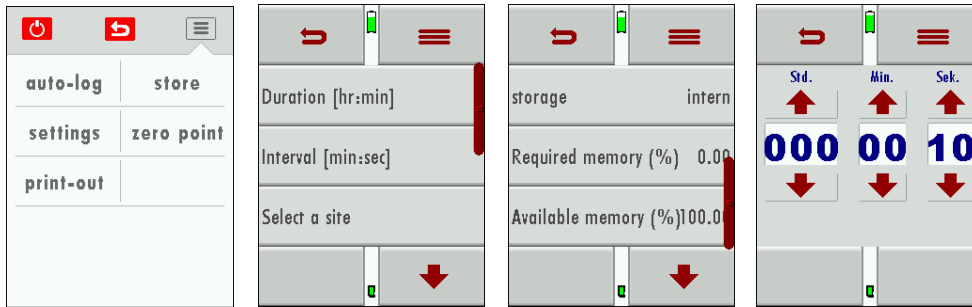 auto-log store
settings zero point
print-out
Duration [hr:min]
Interval [min:sec]
Select a site
storage intern
Required memory (%) 0.00
Available memory (%)100.0
Std. Min. Sek.
000 00 10